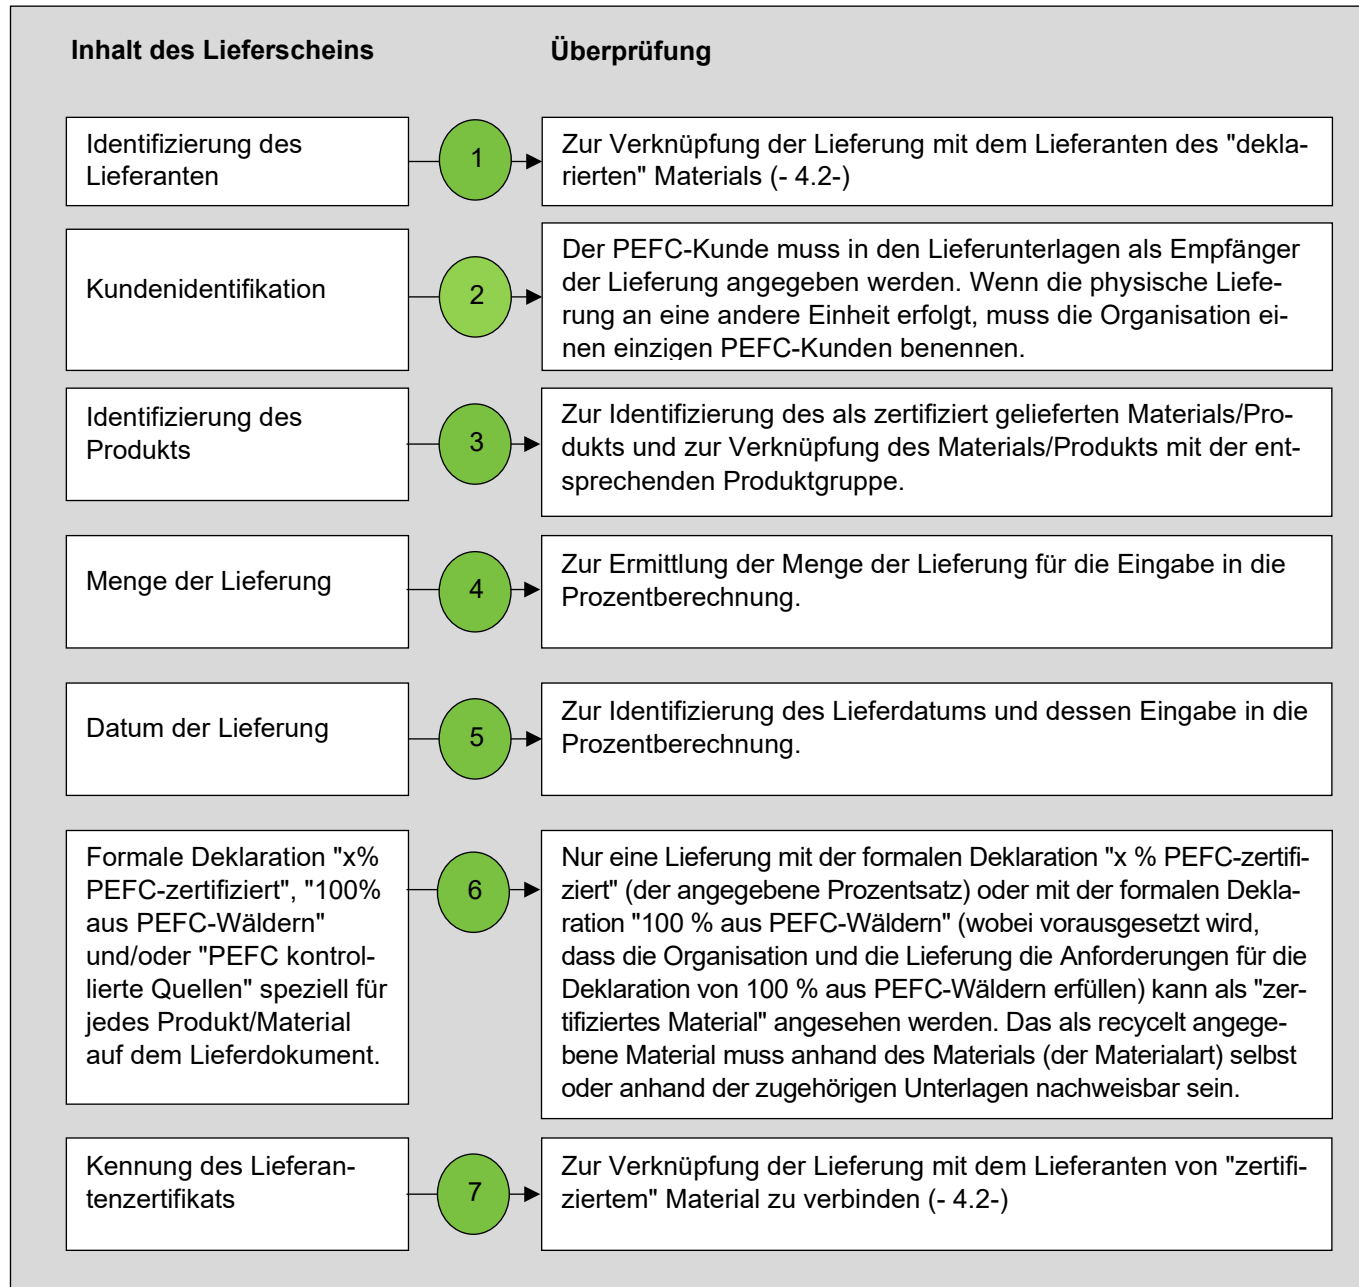 Inhalt des Lieferscheins
Überprüfung
Identifizierung des
Lieferanten
1
Zur Verknüpfung der Lieferung mit dem Lieferanten des "dekla-
rierten" Materials (- 4.2-)
Kundenidentifikation
2
Der PEFC-Kunde muss in den Lieferunterlagen als Empfänger
der Lieferung angegeben werden. Wenn die physische Liefe-
rung an eine andere Einheit erfolgt, muss die Organisation ei-
nen einzigen PEFC-Kunden benennen.
Identifizierung des
Produkts
3
Zur Identifizierung des als zertifiziert gelieferten Materials/Pro-
dukts und zur Verknüpfung des Materials/Produkts mit der ent-
sprechenden Produktgruppe.
Menge der Lieferung
4
Zur Ermittlung der Menge der Lieferung für die Eingabe in die
Prozentberechnung.
Datum der Lieferung
5
Zur Identifizierung des Lieferdatums und dessen Eingabe in die
Prozentberechnung.
Formale Deklaration "x%
PEFC-zertifiziert", "100%
aus PEFC-Wäldern"
und/oder "PEFC kontrol-
lierte Quellen" speziell für
jedes Produkt/Material
auf dem Lieferdokument.
6
Nur eine Lieferung mit der formalen Deklaration "x % PEFC-zertifi-
ziert" (der angegebene Prozentsatz) oder mit der formalen Dekla-
ration "100 % aus PEFC-Wäldern" (wobei vorausgesetzt wird,
dass die Organisation und die Lieferung die Anforderungen für die
Deklaration von 100 % aus PEFC-Wäldern erfüllen) kann als "zer-
tifiziertes Material" angesehen werden. Das als recycelt angege-
bene Material muss anhand des Materials (der Materialart) selbst
oder anhand der zugehörigen Unterlagen nachweisbar sein.
Kennung des Lieferan-
tenzertifikats
7
Zur Verknüpfung der Lieferung mit dem Lieferanten von "zertifi-
ziertem" Material zu verbinden (- 4.2-)